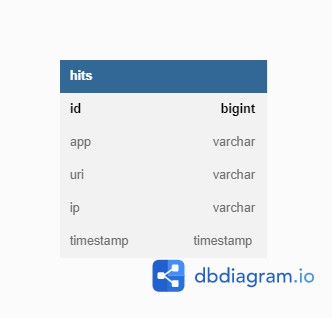 hits
id bigint
app varchar
uri varchar
ip varchar
timestamp timestamp
dbdiagram.io